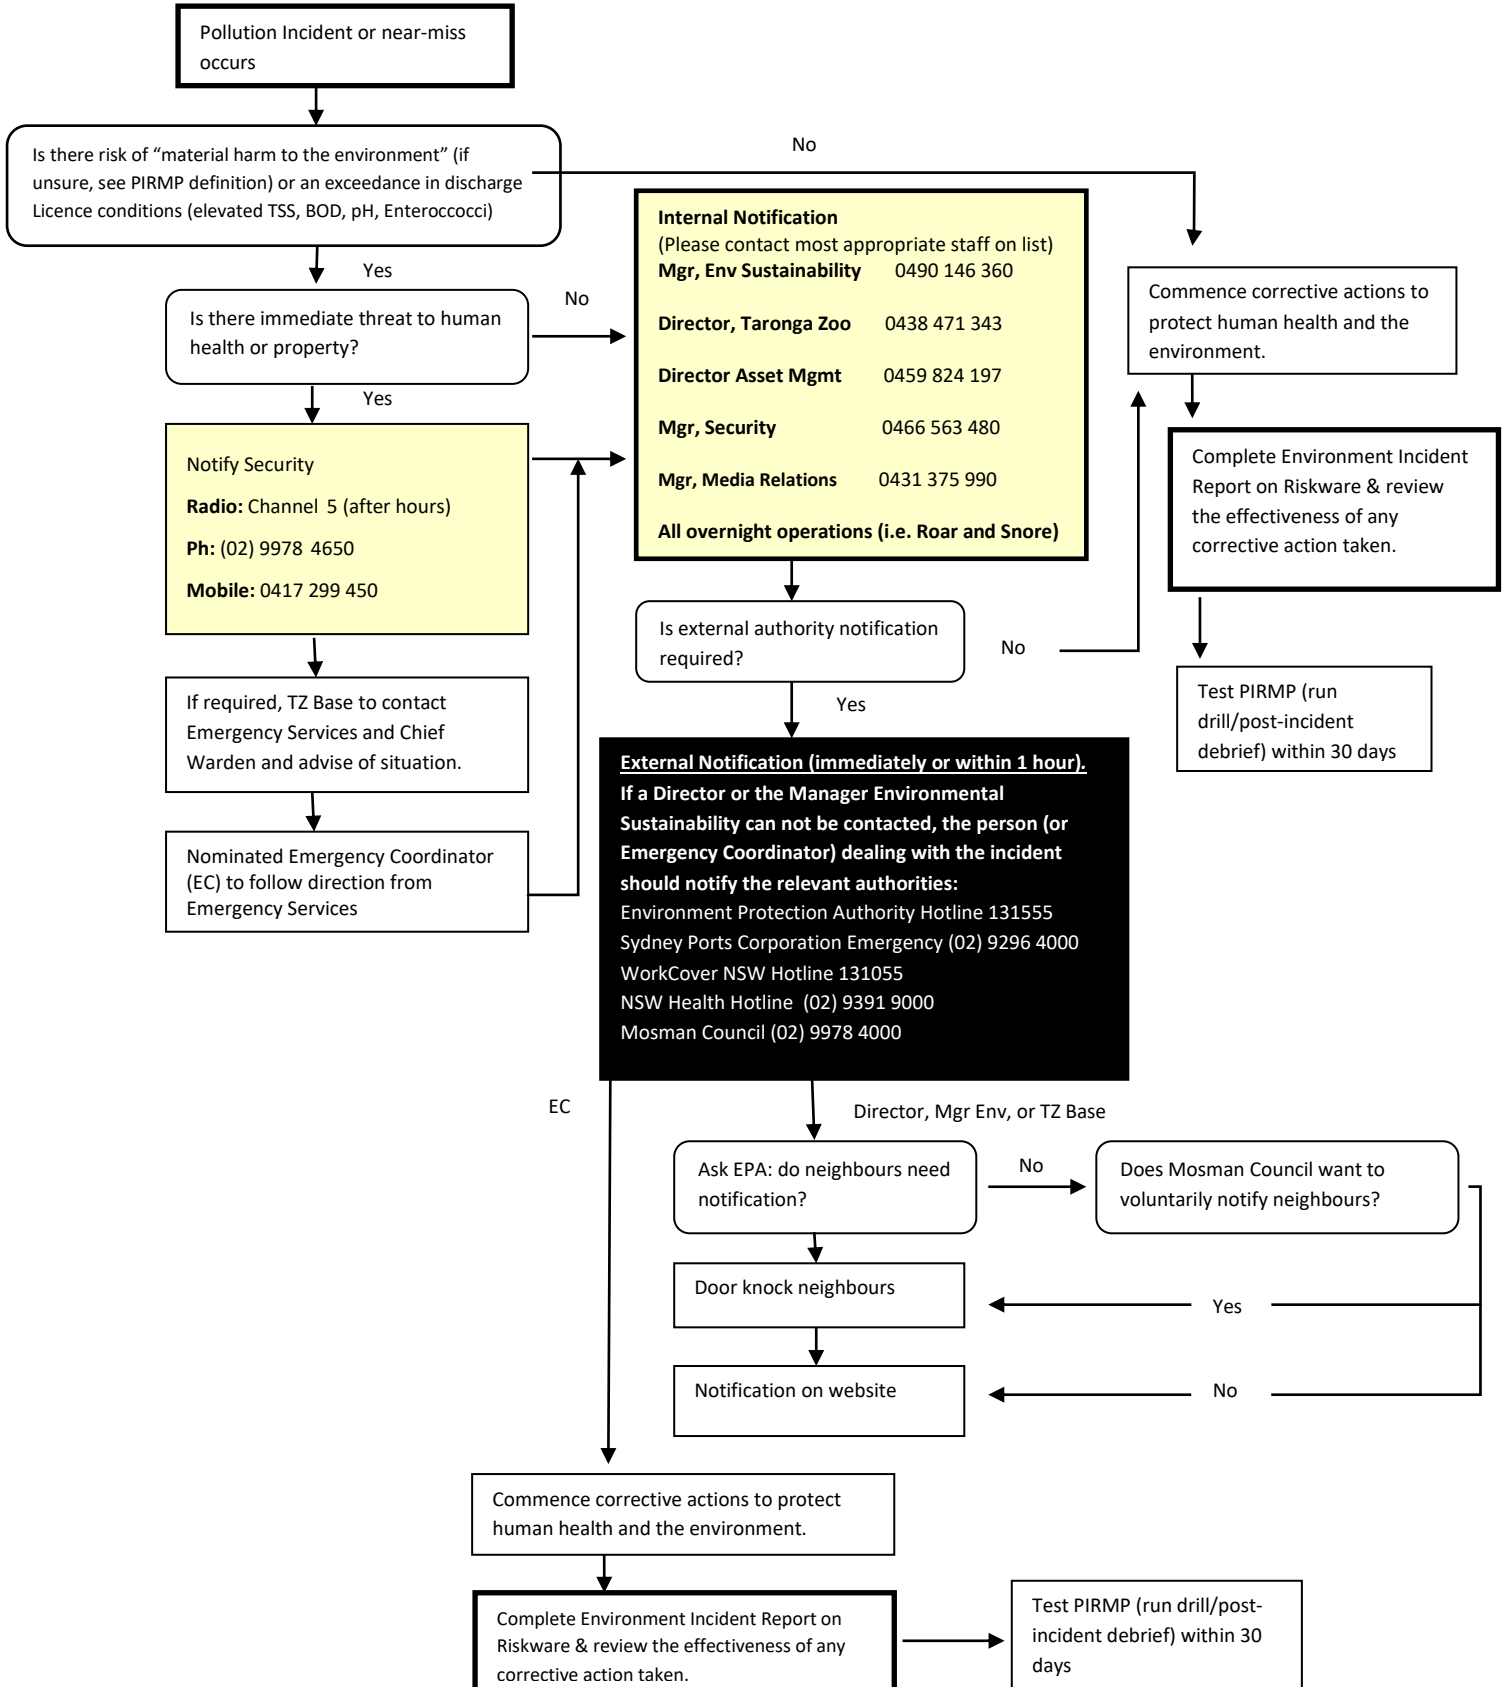 Pollution Incident or near-miss
occurs
Is there risk of “material harm to the environment” (if
unsure, see PIRMP definition) or an exceedance in discharge
Licence conditions (elevated TSS, BOD, pH, Enteroccocci)
No
Yes
Is there immediate threat to human
health or property?
No
Yes
Notify Security
Radio: Channel 5 (after hours)
Ph: (02) 9978 4650
Mobile: 0417 299 450
If required, TZ Base to contact
Emergency Services and Chief
Warden and advise of situation.
Nominated Emergency Coordinator
(EC) to follow direction from
Emergency Services
Internal Notification
(Please contact most appropriate staff on list)
Mgr, Env Sustainability 0490 146 360
Director, Taronga Zoo 0438 471 343
Director Asset Mgmt 0459 824 197
Mgr, Security 0466 563 480
Mgr, Media Relations 0431 375 990
All overnight operations (i.e. Roar and Snore)
Is external authority notification
required?
No
Yes
Commence corrective actions to
protect human health and the
environment.
Complete Environment Incident
Report on Riskware & review
the effectiveness of any
corrective action taken.
Test PIRMP (run
drill/post-incident
debrief) within 30 days
External Notification (immediately or within 1 hour).
If a Director or the Manager Environmental
Sustainability can not be contacted, the person (or
Emergency Coordinator) dealing with the incident
should notify the relevant authorities:
Environment Protection Authority Hotline 131555
Sydney Ports Corporation Emergency (02) 9296 4000
WorkCover NSW Hotline 131055
NSW Health Hotline (02) 9391 9000
Mosman Council (02) 9978 4000
EC
Director, Mgr Env, or TZ Base
Ask EPA: do neighbours need
notification?
No
Does Mosman Council want to
voluntarily notify neighbours?
Door knock neighbours
Yes
Notification on website
No
Commence corrective actions to protect
human health and the environment.
Complete Environment Incident Report on
Riskware & review the effectiveness of any
corrective action taken.
Test PIRMP (run drill/post-
incident debrief) within 30
days